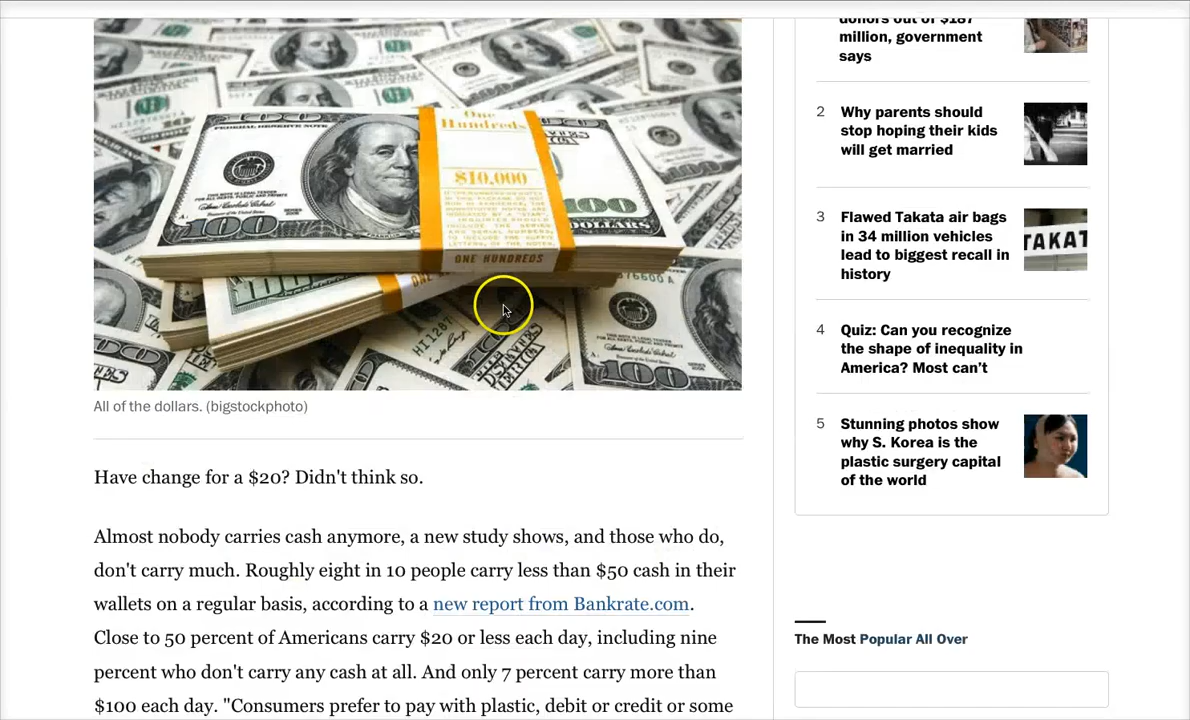 One
Hundreds
$10,000
ONE HUNDREDS
FEDERAL RESERVE NOTE
100
100
DOLLARS
All of the dollars. (bigstockphoto)
Have change for a $20? Didn't think so.
Almost nobody carries cash anymore, a new study shows, and those who do,
don't carry much. Roughly eight in 10 people carry less than $50 cash in their
wallets on a regular basis, according to a new report from Bankrate.com.
Close to 50 percent of Americans carry $20 or less each day, including nine
percent who don't carry any cash at all. And only 7 percent carry more than
$100 each day. "Consumers prefer to pay with plastic, debit or credit or some
donors out of $187
million, government
says
2
Why parents should
stop hoping their kids
will get married
3
Flawed Takata air bags
in 34 million vehicles
lead to biggest recall in
history
TAKAT
4
Quiz: Can you recognize
the shape of inequality in
America? Most can't
5
Stunning photos show
why S. Korea is the
plastic surgery capital
of the world
The Most Popular All Over